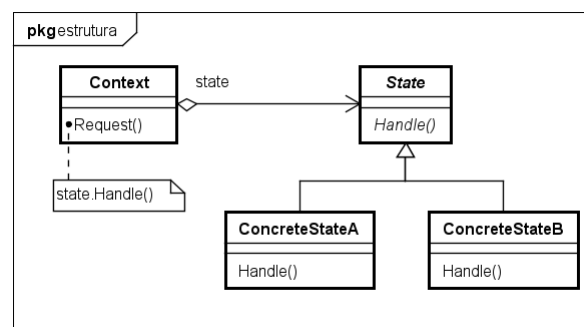 pkg estrutura
Context
state
State
Request()
Handle()
state.Handle()
ConcreteStateA
ConcreteStateB
Handle()
Handle()